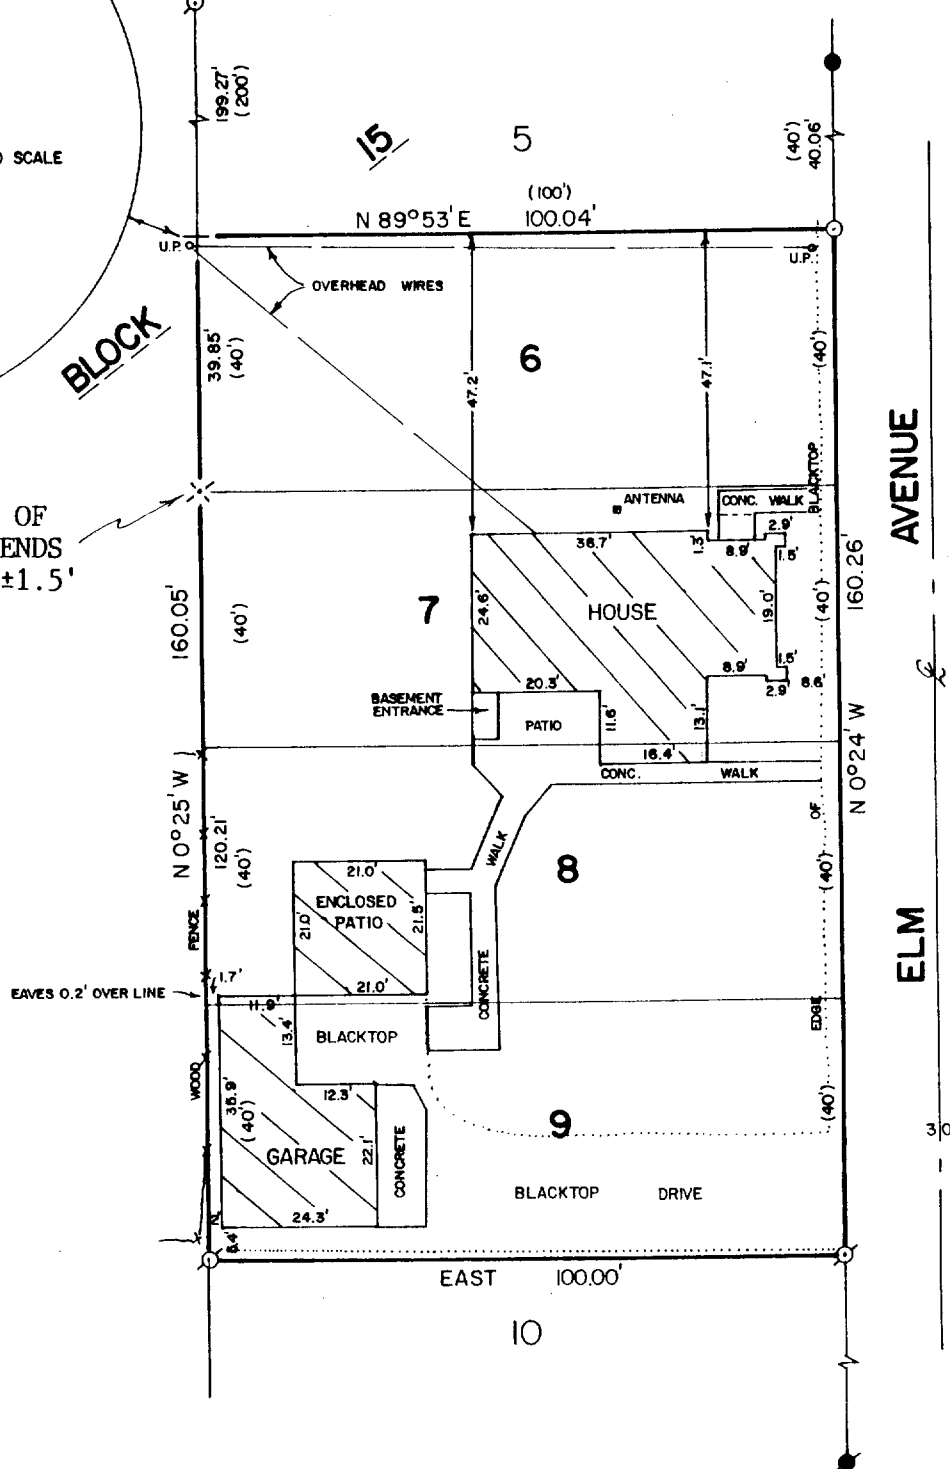 199.27'
(200')
15
5
(40')
40.06'
SCALE
(100')
N 89°53' E 100.04'
U.P.
U.P.
OVERHEAD WIRES
BLOCK
39.85'
(40')
6
47.2'
47.1'
(40')
AVENUE
BLACKTOP
ANTENNA
CONC. WALK
OF
ENDS
±1.5'
2.9'
36.7'
1.3'
8.9'
1.5'
160.05'
(40')
7
24.6'
HOUSE
19.0'
(40')
160.26'
8.9'
1.5'
2.9'
8.6'
20.3'
BASEMENT
ENTRANCE
PATIO
11.6'
13.1'
16.4'
CONC. WALK
N 0°24' W
N 0°25' W
120.21'
(40')
WALK
OF
8
(40')
21.0'
ENCLOSED
PATIO
21.0'
21.5'
21.0'
FENCE
ELM
EAVES 0.2' OVER LINE
1.7'
11.9'
CONCRETE
EDGE
13.4'
BLACKTOP
WOOD
35.9'
(40')
12.3'
9
(40')
30
GARAGE
22.1'
CONCRETE
BLACKTOP DRIVE
24.3'
2'
5.4'
EAST 100.00'
10